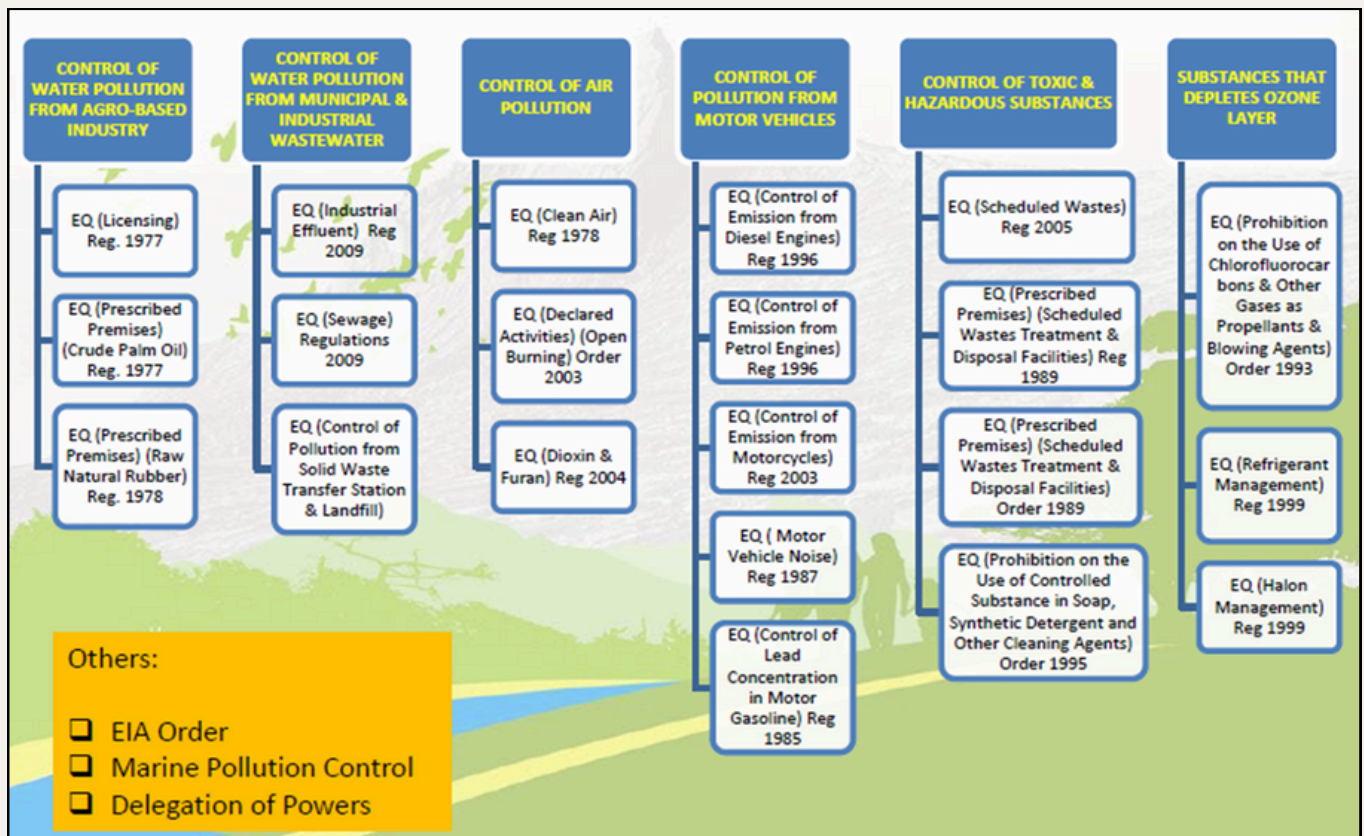 CONTROL OF
WATER POLLUTION
FROM AGRO-BASED
INDUSTRY
EQ (Licensing)
Reg. 1977
EQ (Prescribed
Premises)
(Crude Palm Oil)
Reg. 1977
EQ (Prescribed
Premises) (Raw
Natural Rubber)
Reg. 1978
CONTROL OF
WATER POLLUTION
FROM MUNICIPAL &
INDUSTRIAL
WASTEWATER
EQ (Industrial
Effluent) Reg
2009
EQ (Sewage)
Regulations
2009
EQ (Control of
Pollution from
Solid Waste
Transfer Station
& Landfill)
CONTROL OF AIR
POLLUTION
EQ (Clean Air)
Reg 1978
EQ (Declared
Activities) (Open
Burning) Order
2003
EQ (Dioxin &
Furan) Reg 2004
CONTROL OF
POLLUTION FROM
MOTOR VEHICLES
EQ (Control of
Emission from
Diesel Engines)
Reg 1996
EQ (Control of
Emission from
Petrol Engines)
Reg 1996
EQ (Control of
Emission from
Motorcycles)
Reg 2003
EQ ( Motor
Vehicle Noise)
Reg 1987
EQ (Control of
Lead
Concentration
in Motor
Gasoline) Reg
1985
CONTROL OF TOXIC &
HAZARDOUS SUBSTANCES
EQ (Scheduled Wastes)
Reg 2005
EQ (Prescribed
Premises) (Scheduled
Wastes Treatment &
Disposal Facilities) Reg
1989
EQ (Prescribed
Premises) (Scheduled
Wastes Treatment &
Disposal Facilities)
Order 1989
EQ (Prohibition on the
Use of Controlled
Substance in Soap,
Synthetic Detergent and
Other Cleaning Agents)
Order 1995
SUBSTANCES THAT
DEPLETES OZONE
LAYER
EQ (Prohibition
on the Use of
Chlorofluorocar
bons & Other
Gases as
Propellants &
Blowing Agents)
Order 1993
EQ (Refrigerant
Management)
Reg 1999
EQ (Halon
Management)
Reg 1999
Others:
EIA Order
Marine Pollution Control
Delegation of Powers